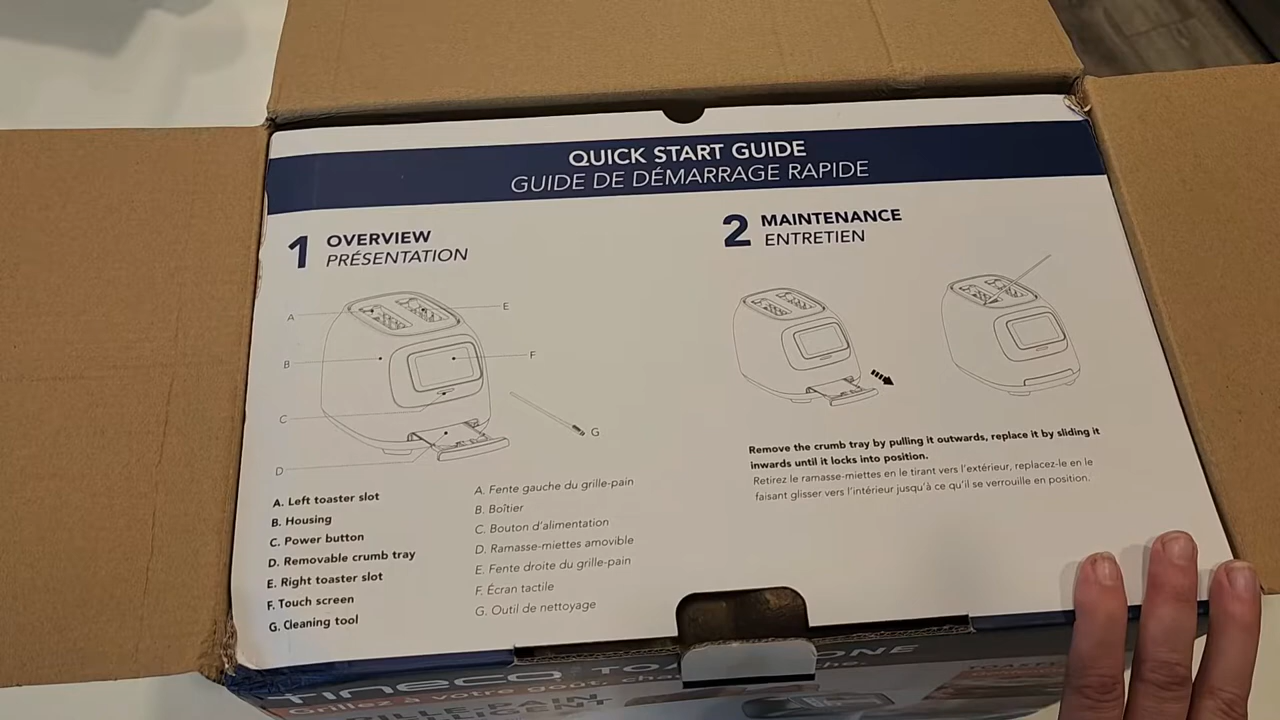 QUICK START GUIDE
GUIDE DE DÉMARRAGE RAPIDE
1 OVERVIEW
PRÉSENTATION
A
B
C
D
E
F
G
A. Left toaster slot
B. Housing
C. Power button
D. Removable crumb tray
E. Right toaster slot
F. Touch screen
G. Cleaning tool
A. Fente gauche du grille-pain
B. Boîtier
C. Bouton d'alimentation
D. Ramasse-miettes amovible
E. Fente droite du grille-pain
F. Écran tactile
G. Outil de nettoyage
2 MAINTENANCE
ENTRETIEN
Remove the crumb tray by pulling it outwards, replace it by sliding it
inwards until it locks into position.
Retirez le ramasse-miettes en le tirant vers l'extérieur, replacez-le en le
faisant glisser vers l'intérieur jusqu'à ce qu'il se verrouille en position.
Tineco ONE
Grillez à votre goût